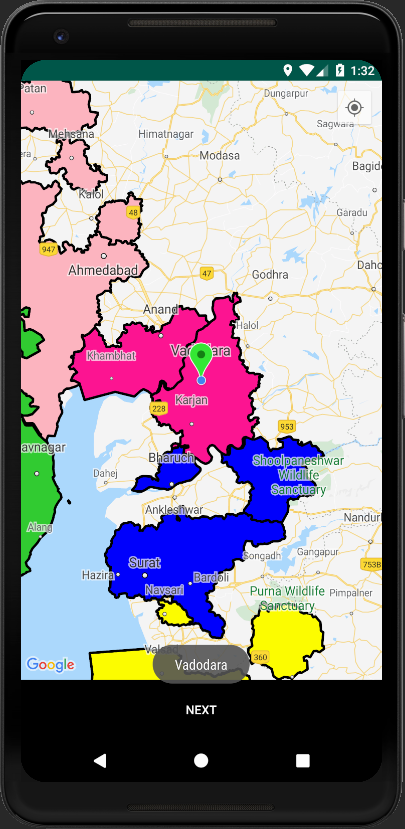 1:32
Patan
Dungarpur
Sagwara
Mehsana
Himatnagar
Modasa
Kalol
48
Garadu
947
Ahmedabad
47
Godhra
Anand
Halol
Khambhat
Vadodara
Karjan
228
953
avnagar
Bharuch
Dahej
Shoolpaneshwar
Wildlife
Sanctuary
Ankleshwar
Alang
Nandur
Surat
Songadh
Gangapur
753B
Hazira
Bardoli
Navsari
Purna Wildlife
Sanctuary
Pimpalner
360
Google
Vadodara
NEXT